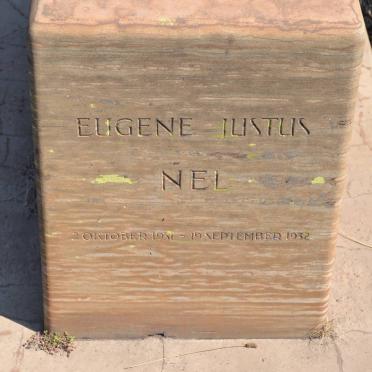 EUGENE JUSTUS
NEL
2 OKTOBER 1931 - 19 SEPTEMBER 1932